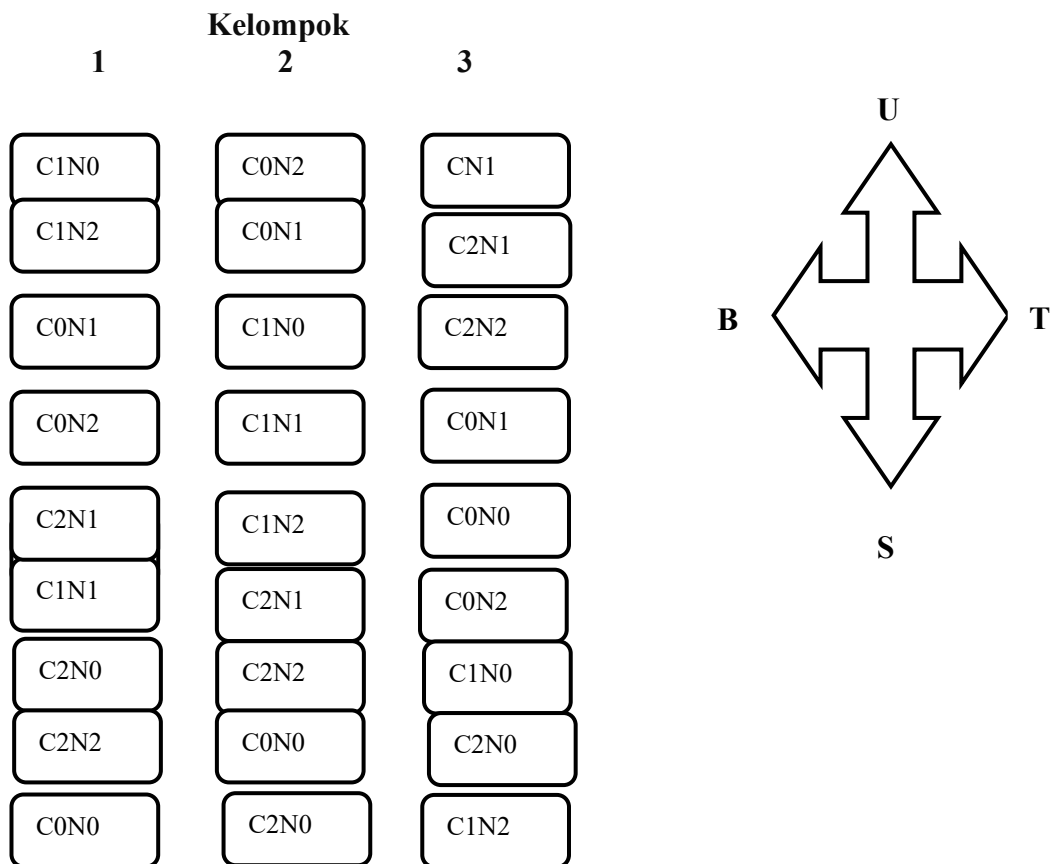 Kelompok
1 2 3
U
C1N0 C0N2 CN1
C1N2 C0N1 C2N1
C0N1 C1N0 C2N2
B T
C0N2 C1N1 C0N1
C2N1 C1N2 C0N0
S
C1N1 C2N1 C0N2
C2N0 C2N2 C1N0
C2N2 C0N0 C2N0
C0N0 C2N0 C1N2